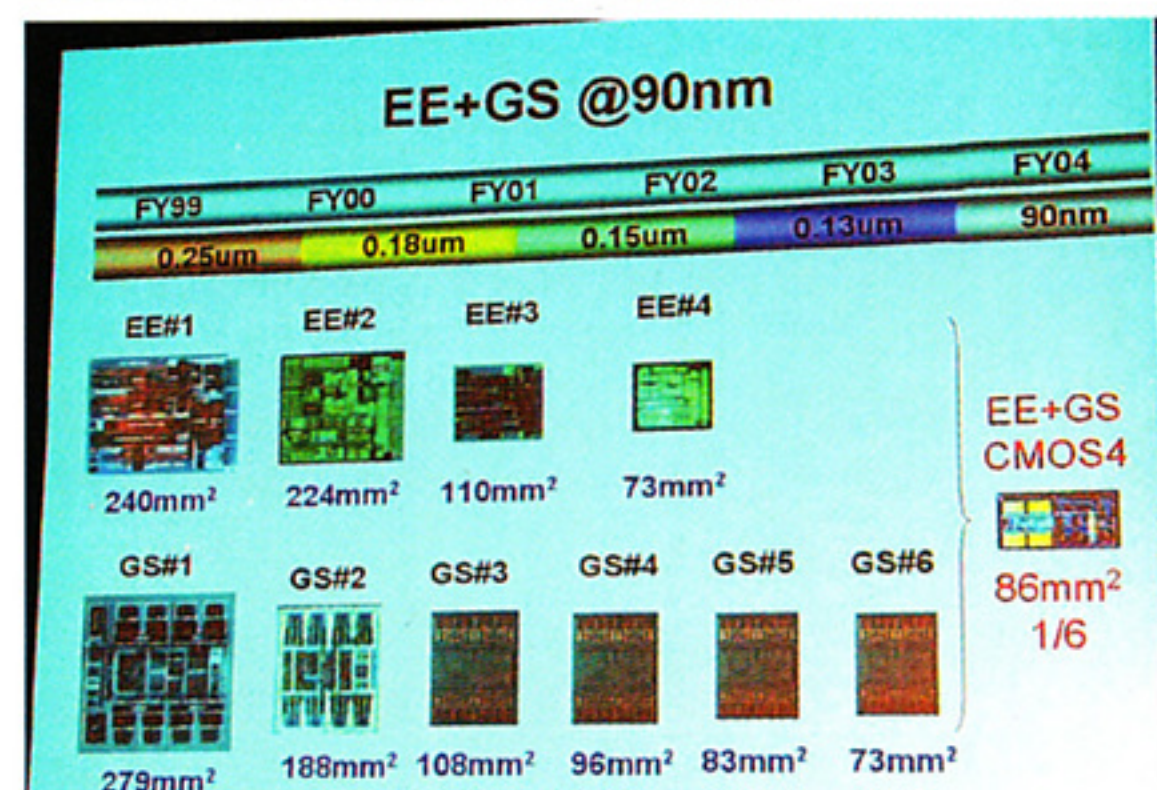 EE+GS @90nm
FY99 FY00 FY01 FY02 FY03 FY04
0.25um 0.18um 0.15um 0.13um 90nm
EE#1 EE#2 EE#3 EE#4
240mm² 224mm² 110mm² 73mm²
EE+GS
CMOS4
86mm²
1/6
GS#1 GS#2 GS#3 GS#4 GS#5 GS#6
279mm² 188mm² 108mm² 96mm² 83mm² 73mm²